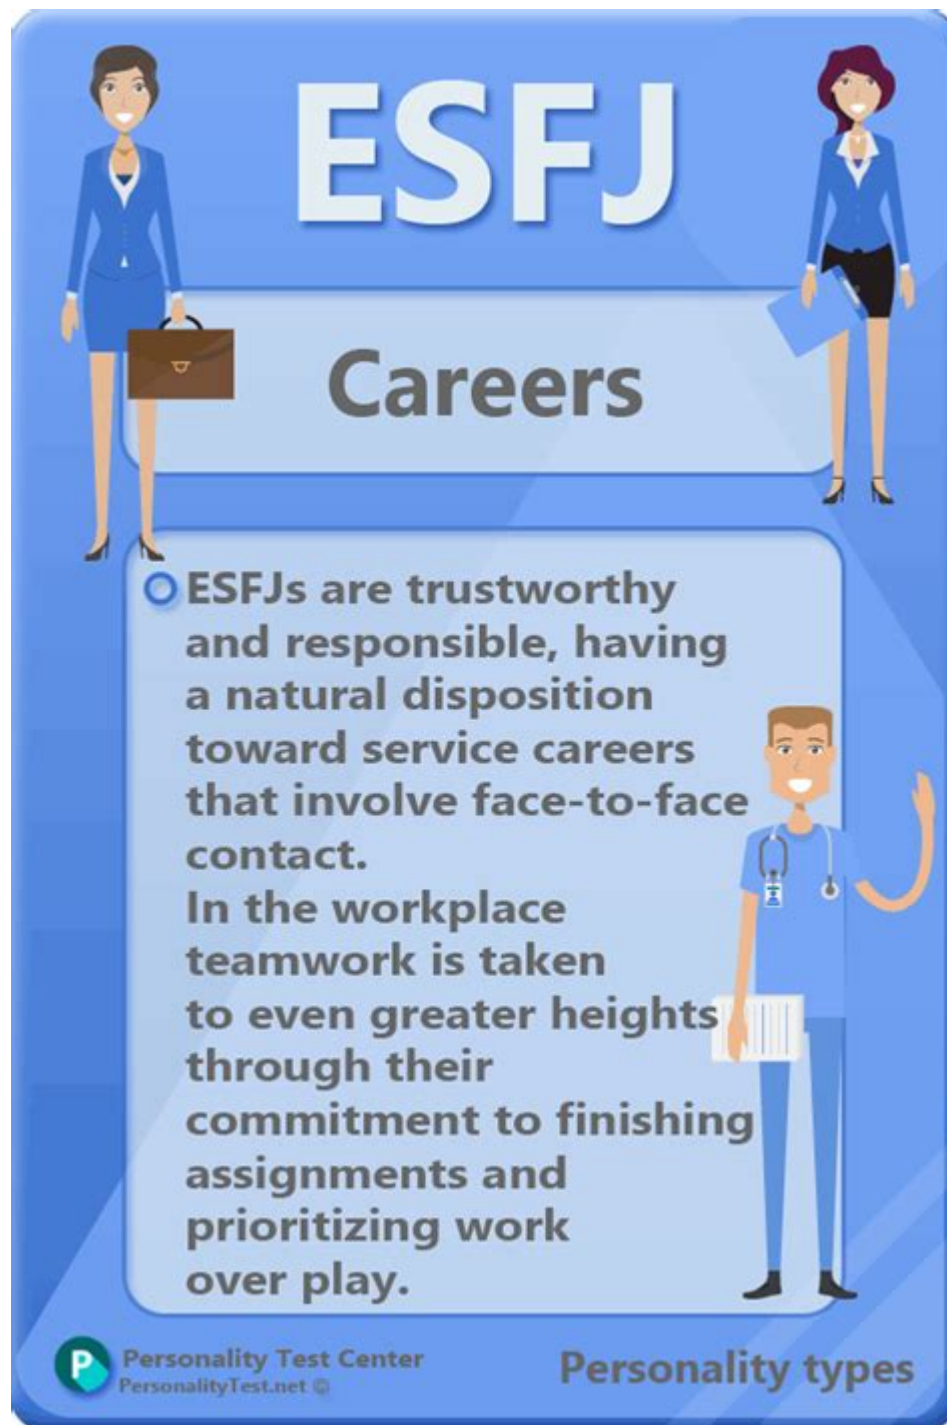 ESFJ
Careers
ESFJs are trustworthy
and responsible, having
a natural disposition
toward service careers
that involve face-to-face
contact.
In the workplace
teamwork is taken
to even greater heights
through their
commitment to finishing
assignments and
prioritizing work
over play.
P
Personality Test Center
PersonalityTest.net ©
Personality types